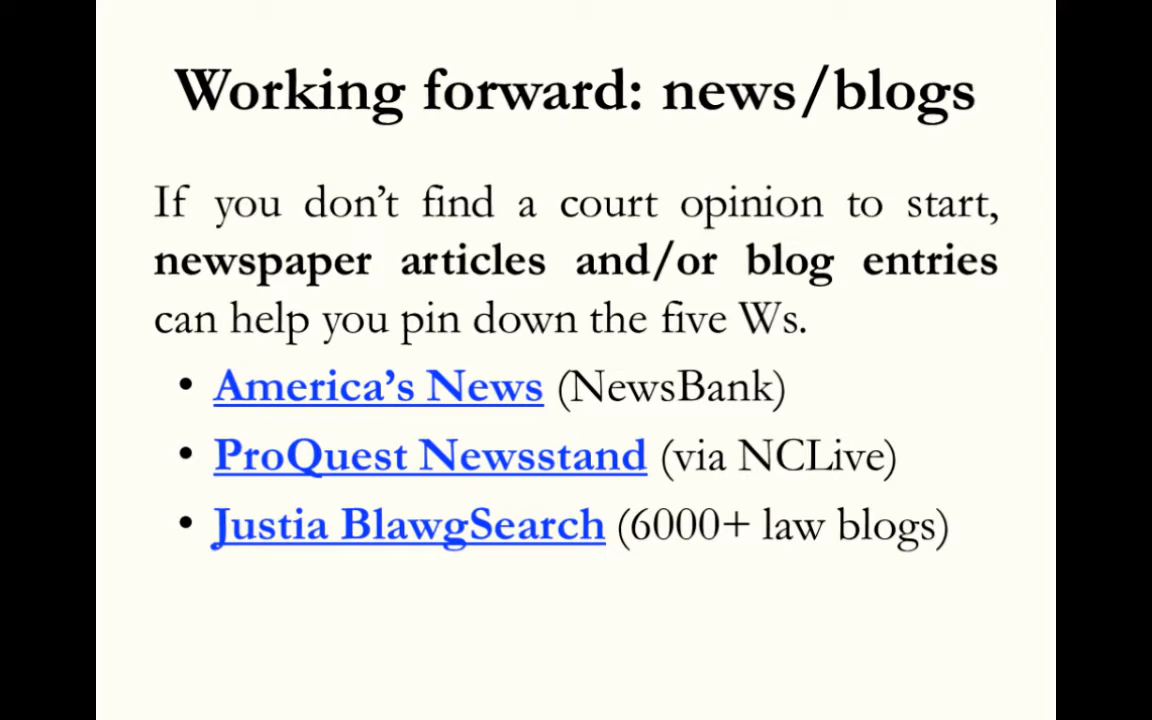 Working forward: news/blogs
If you don’t find a court opinion to start,
newspaper articles and/or blog entries
can help you pin down the five Ws.
• America’s News (NewsBank)
• ProQuest Newsstand (via NCLive)
• Justia BlawgSearch (6000+ law blogs)